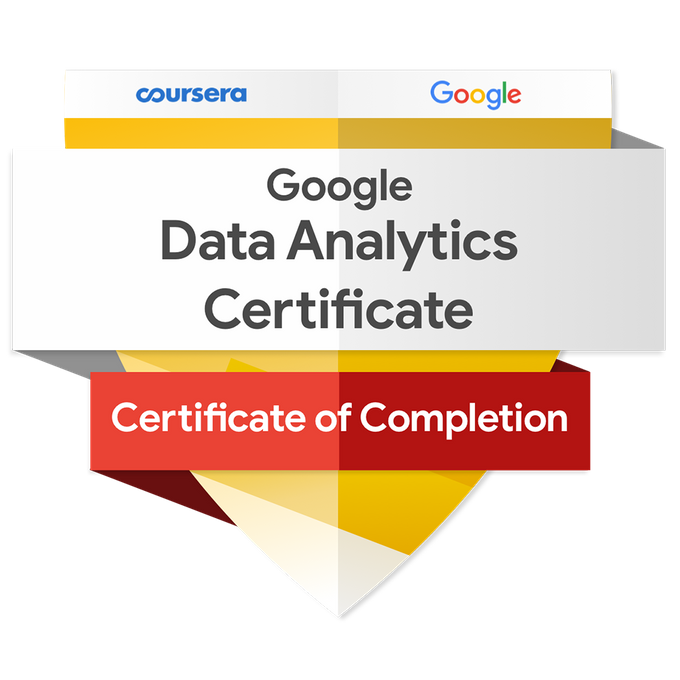 coursera Google
Google
Data Analytics
Certificate
Certificate of Completion